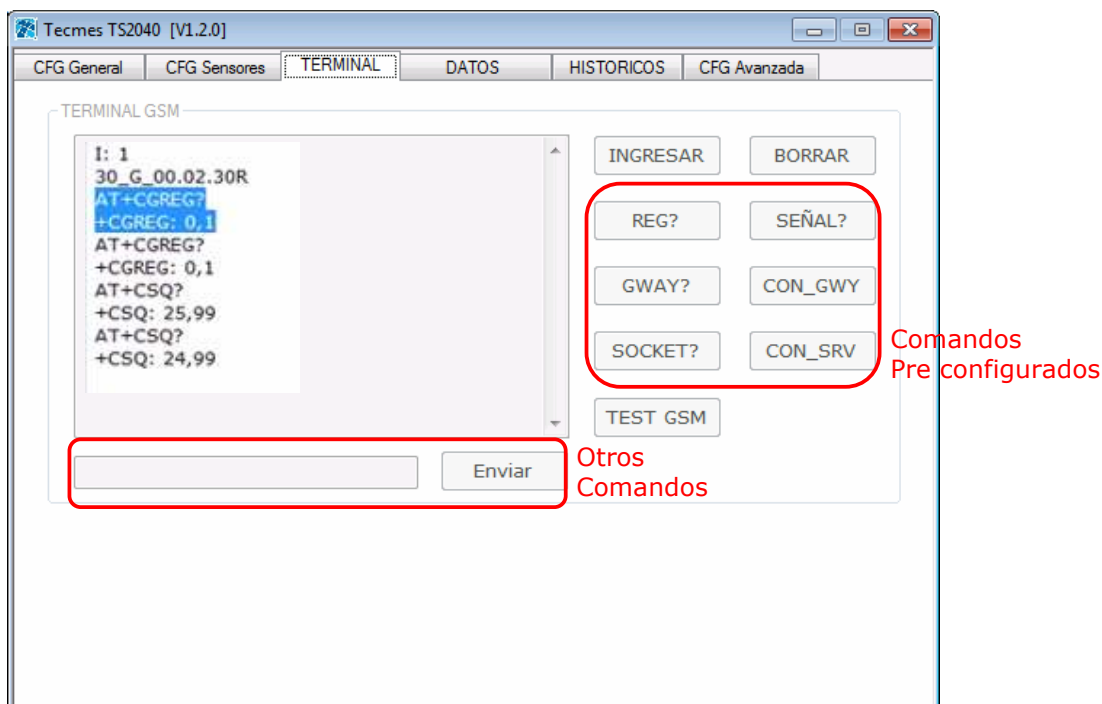 Tecmes TS2040 [V1.2.0]
CFG General CFG Sensores TERMINAL DATOS HISTORICOS CFG Avanzada
TERMINAL GSM
I: 1
30_G_00.02.30R
AT+CGREG?
+CGREG: 0,1
AT+CGREG?
+CGREG: 0,1
AT+CSQ?
+CSQ: 25,99
AT+CSQ?
+CSQ: 24,99
INGRESAR BORRAR
REG? SEÑAL?
GWAY? CON_GWY
SOCKET? CON_SRV
Comandos
Pre configurados
TEST GSM
Enviar
Otros
Comandos